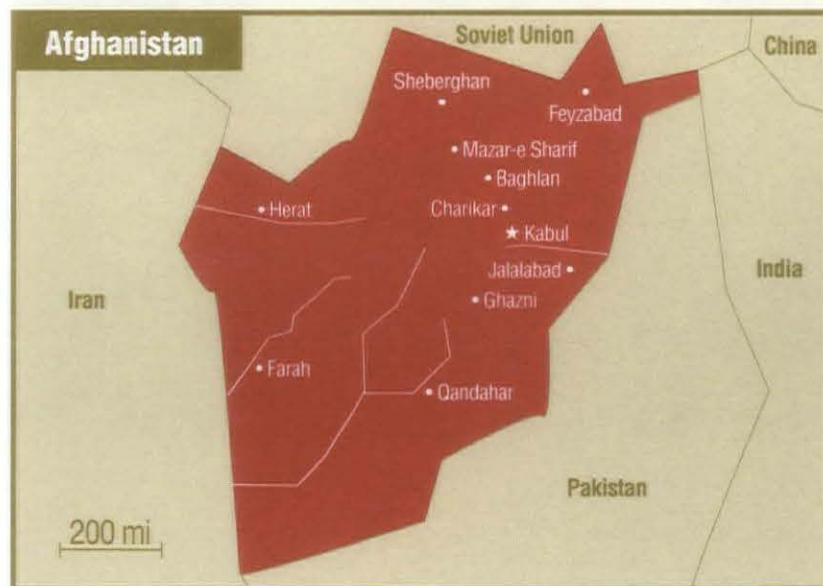 Afghanistan
Soviet Union
China
Sheberghan
Feyzabad
Mazar-e Sharif
Baghlan
Herat
Charikar
Kabul
Jalalabad
India
Iran
Ghazni
Farah
Qandahar
Pakistan
200 mi